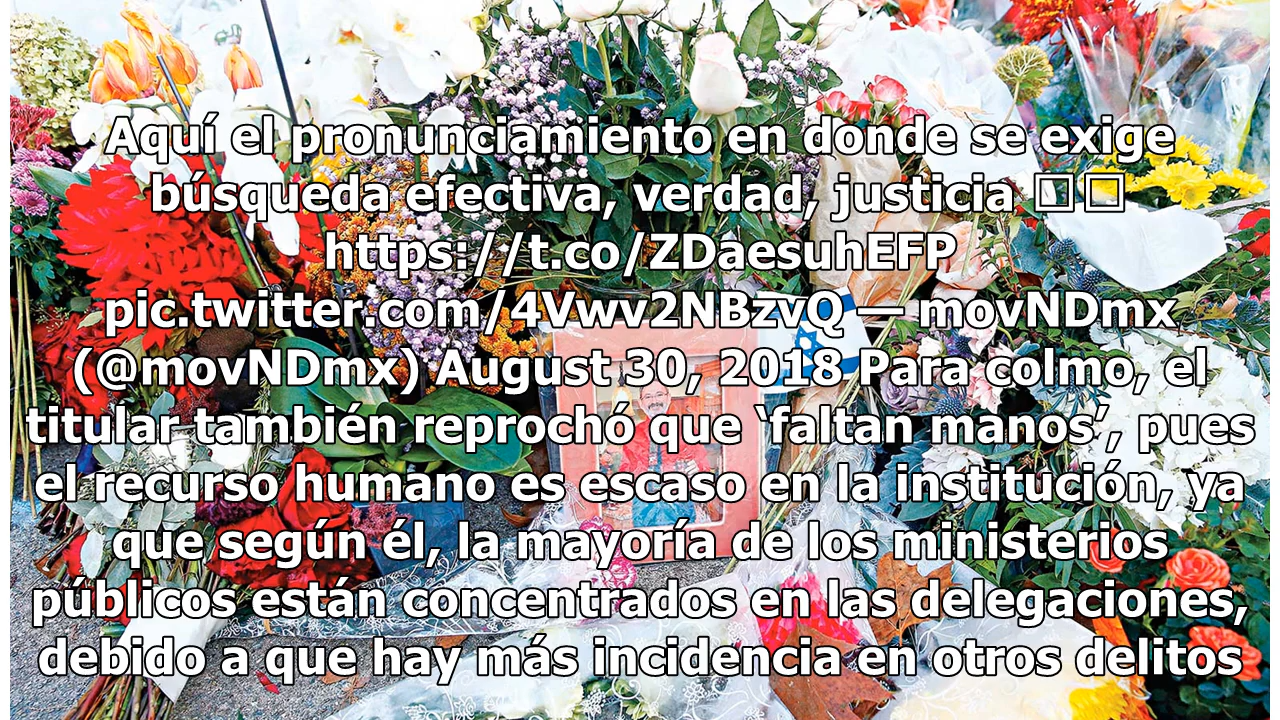 Aquí el pronunciamiento en donde se exige
búsqueda efectiva, verdad, justicia □□
https://t.co/ZDaesuhEFP
pic.twitter.com/4Vwv2NBzvQ — movNDmx
(@movNDmx) August 30, 2018 Para colmo, el
titular también reprochó que ‘faltan manos’, pues
el recurso humano es escaso en la institución, ya
que según él, la mayoría de los ministerios
públicos están concentrados en las delegaciones,
debido a que hay más incidencia en otros delitos